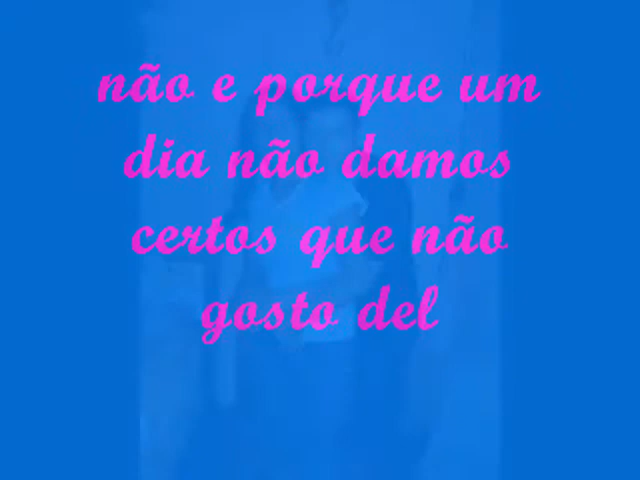 não e porque um
dia não damos
certos que não
gosto del